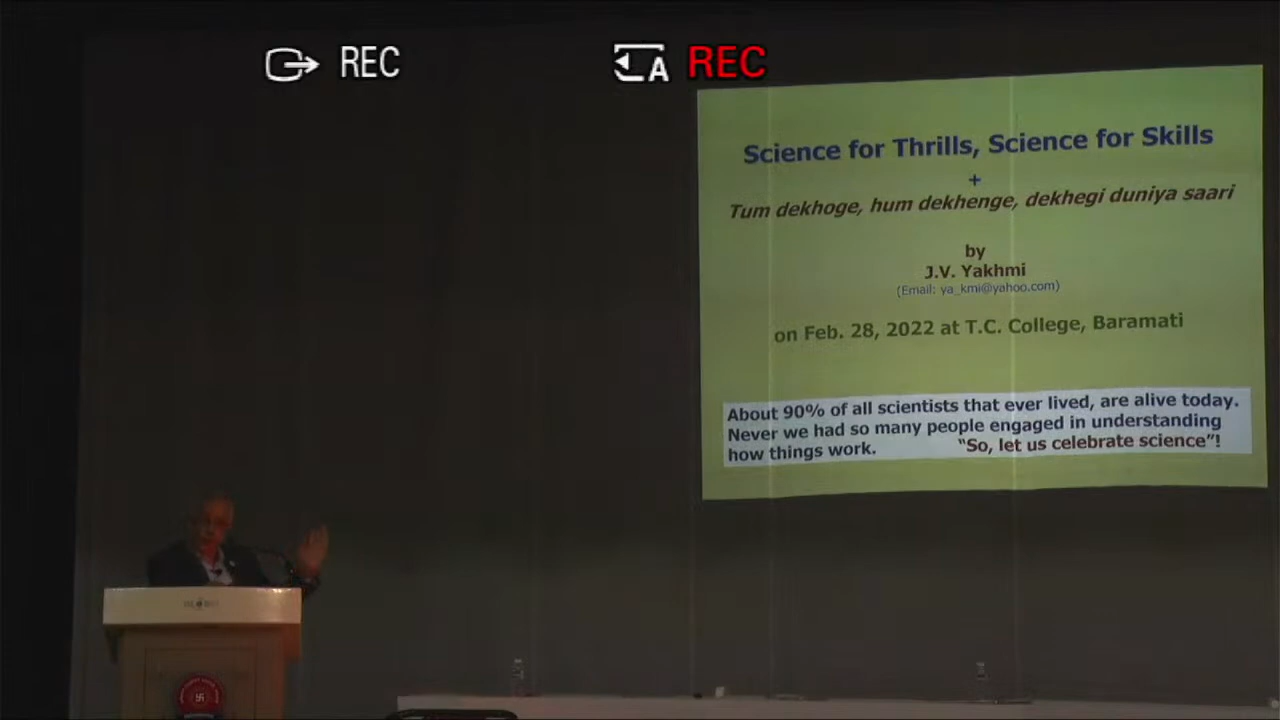 REC
A REC
Science for Thrills, Science for Skills
+
Tum dekhoge, hum dekhenge, dekhegi duniya saari
by
J.V. Yakhmi
(Email: ya_kmi@yahoo.com)
on Feb. 28, 2022 at T.C. College, Baramati
About 90% of all scientists that ever lived, are alive today.
Never we had so many people engaged in understanding
how things work. “So, let us celebrate science”!